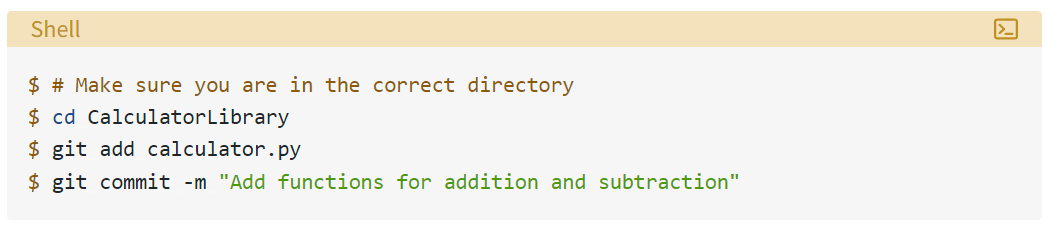 Shell
$ # Make sure you are in the correct directory
$ cd CalculatorLibrary
$ git add calculator.py
$ git commit -m "Add functions for addition and subtraction"